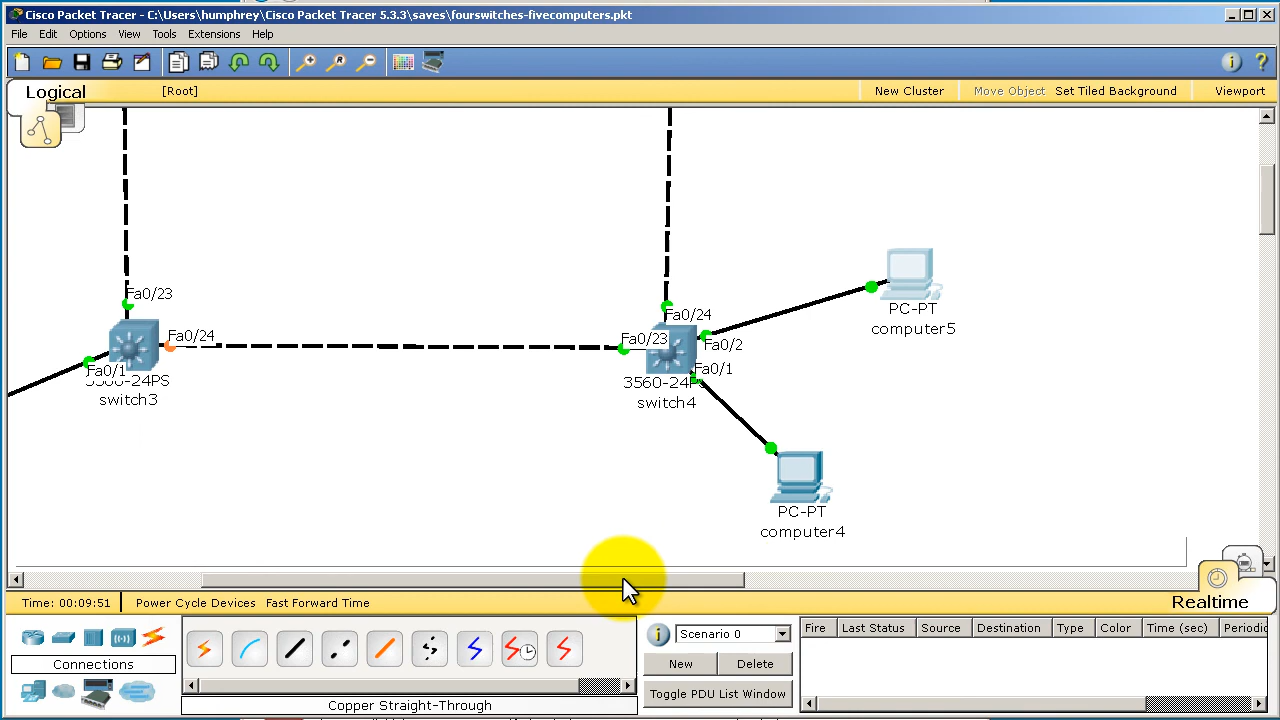 Cisco Packet Tracer - C:\Users\humphrey\Cisco Packet Tracer 5.3.3\saves\fourswitches-fivecomputers.pkt
File Edit Options View Tools Extensions Help
Logical [Root] New Cluster Move Object Set Tiled Background Viewport
Fa0/23
Fa0/24
Fa0/1
3560-24PS
switch3
Fa0/24
Fa0/23
Fa0/2
Fa0/1
3560-24PS
switch4
PC-PT
computer5
PC-PT
computer4
Time: 00:09:51 Power Cycle Devices Fast Forward Time
Realtime
Connections
Copper Straight-Through
Scenario 0
New Delete
Toggle PDU List Window
Fire Last Status Source Destination Type Color Time (sec) Periodic